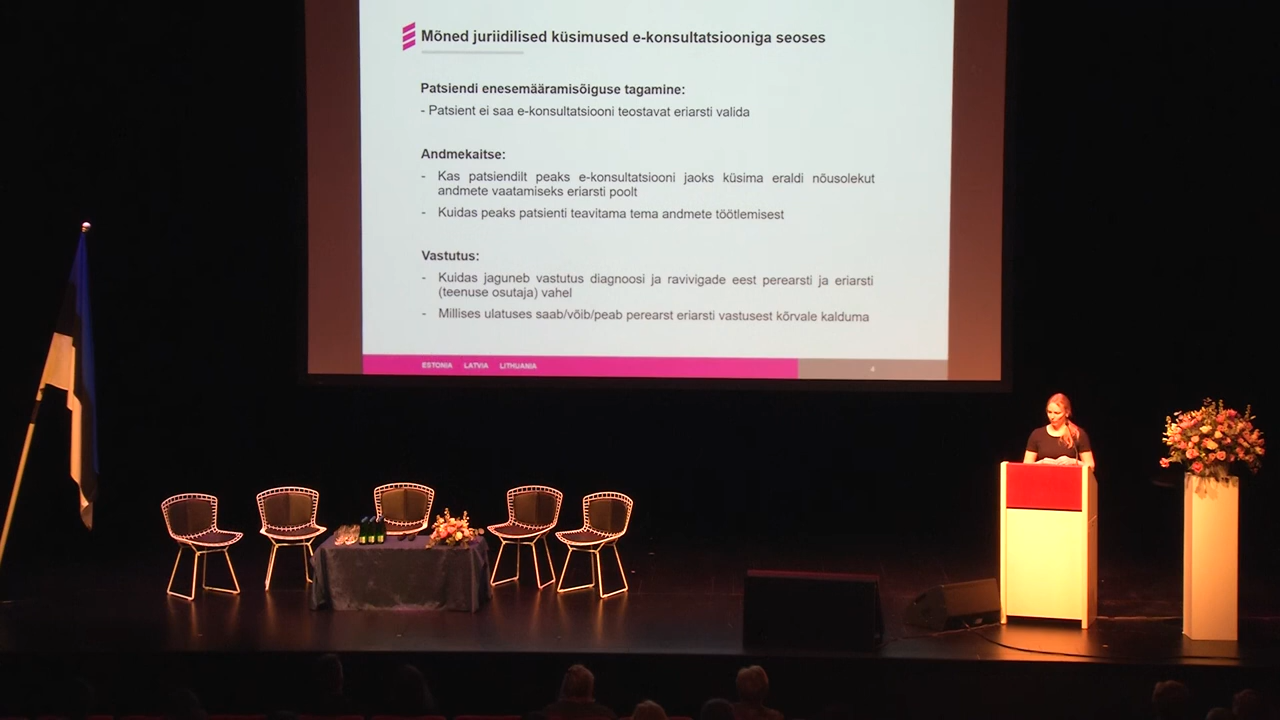 Mõned juriidilised küsimused e-konsultatsiooniga seoses
Patsiendi enesemääramisõiguse tagamine:
- Patsient ei saa e-konsultatsiooni teostavat eriarsti valida
Andmekaitse:
- Kas patsiendilt peaks e-konsultatsiooni jaoks küsima eraldi nõusolekut
andmete vaatamiseks eriarsti poolt
- Kuidas peaks patsienti teavitama tema andmete töötlemisest
Vastutus:
- Kuidas jaguneb vastutus diagnoosi ja ravivigade eest perearsti ja eriarsti
(teenuse osutaja) vahel
- Millises ulatuses saab/võib/peab perearst eriarsti vastusest kõrvale kalduma
ESTONIA LATVIA LITHUANIA 4